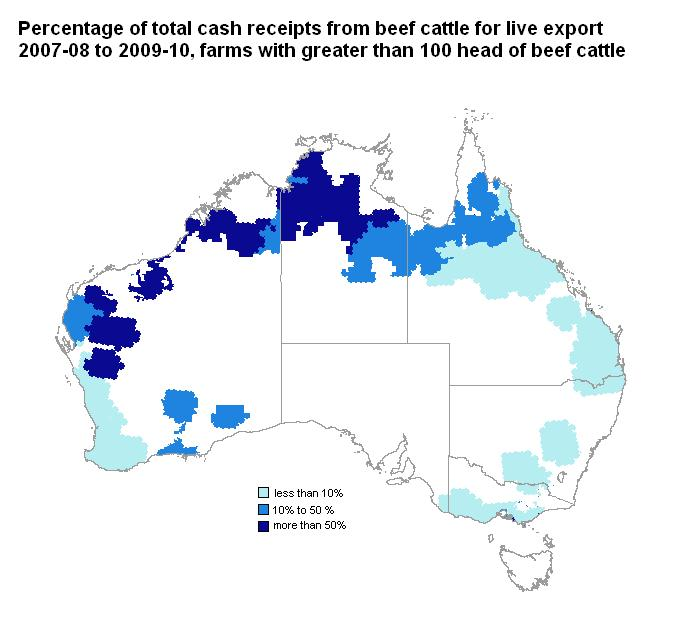 Percentage of total cash receipts from beef cattle for live export
2007-08 to 2009-10, farms with greater than 100 head of beef cattle
less than 10%
10% to 50 %
more than 50%